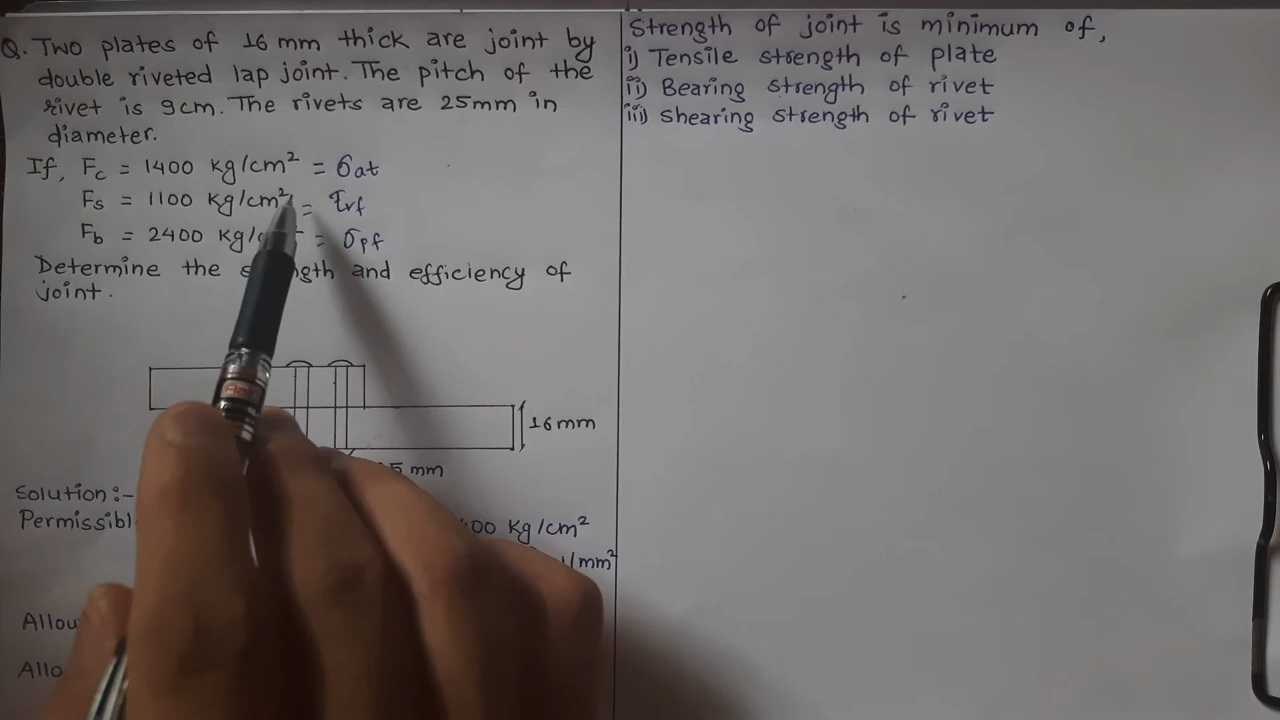 Q. Two plates of 16 mm thick are joint by
double riveted lap joint. The pitch of the
rivet is 9cm. The rivets are 25mm in
diameter.
If, Fc = 1400 kg/cm² = σat
Fs = 1100 kg/cm² = τvf
Fb = 2400 kg/ = σpf
Determine the and efficiency of
joint.
16 mm
5 mm
Solution:-
00 kg/cm²
/mm²
Strength of joint is minimum of,
i) Tensile strength of plate
ii) Bearing strength of rivet
iii) shearing strength of rivet